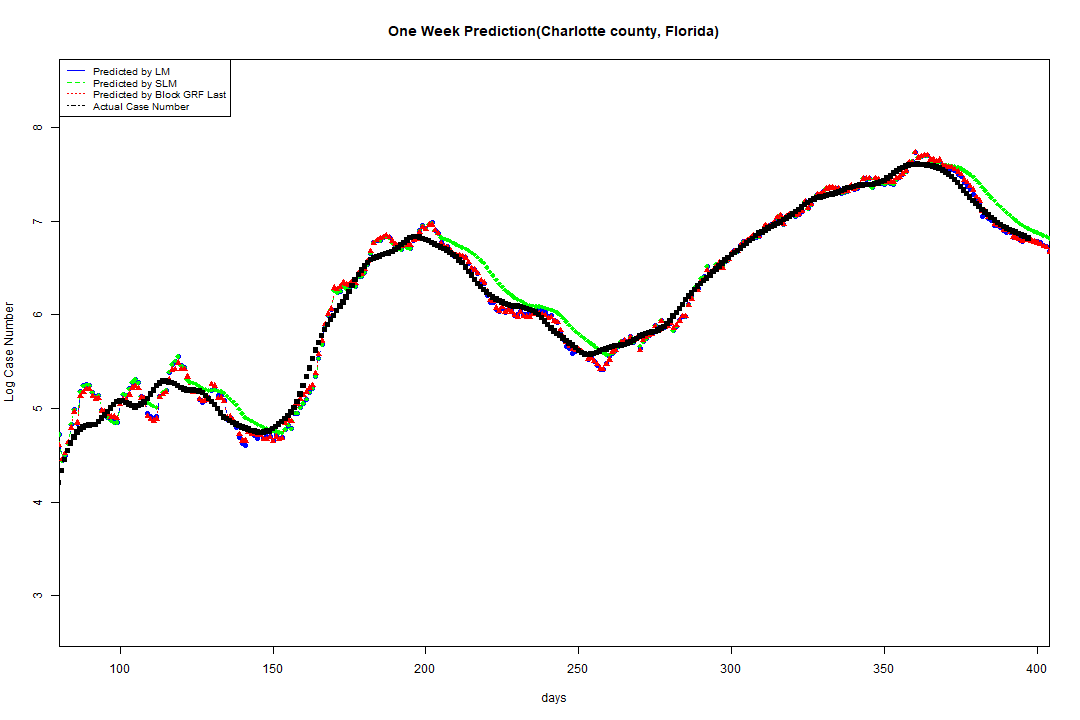 One Week Prediction(Charlotte county, Florida)
Predicted by LM
Predicted by SLM
Predicted by Block GRF Last
Actual Case Number
8
7
6
5
4
3
Log Case Number
100 150 200 250 300 350 400
days